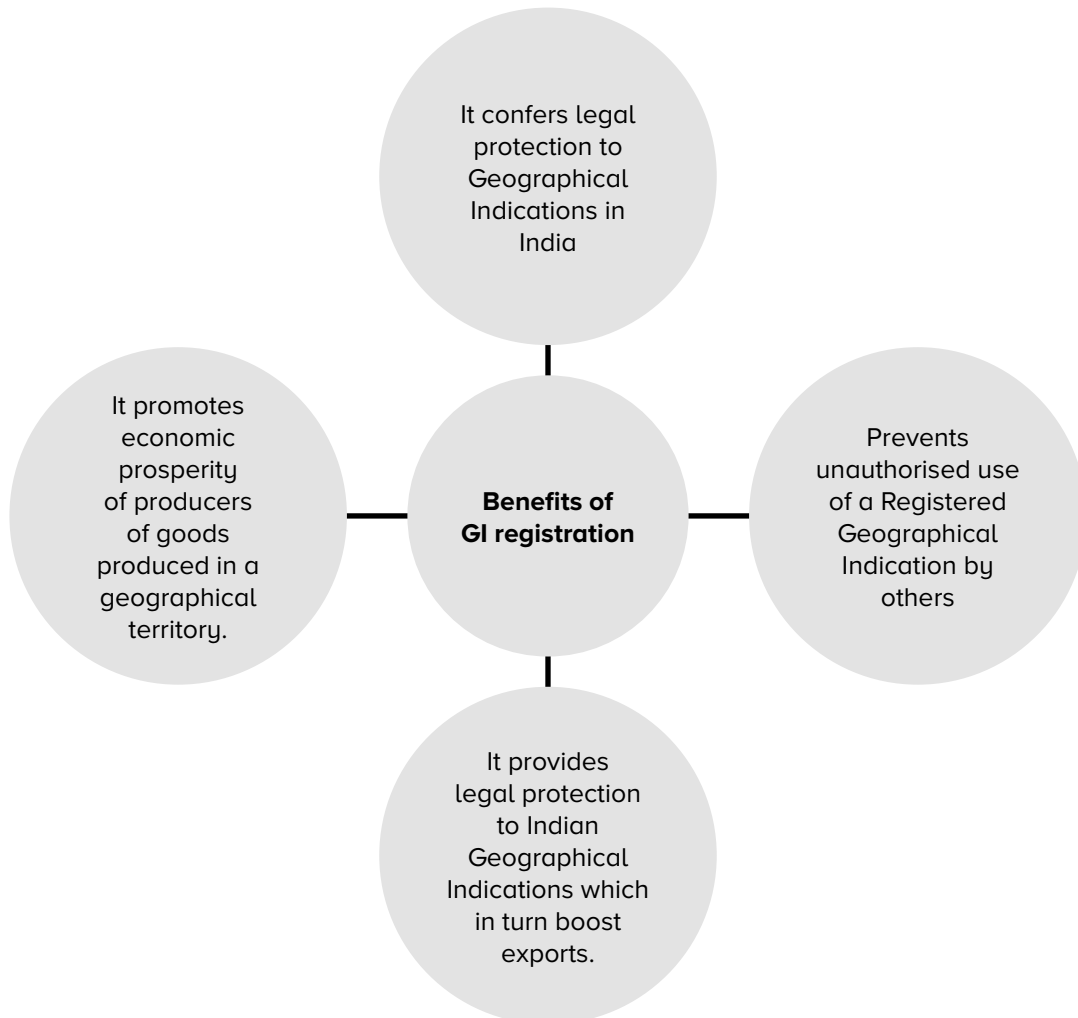 It confers legal
protection to
Geographical
Indications in
India
It promotes
economic
prosperity
of producers
of goods
produced in a
geographical
territory.
Benefits of
GI registration
Prevents
unauthorised use
of a Registered
Geographical
Indication by
others
It provides
legal protection
to Indian
Geographical
Indications which
in turn boost
exports.